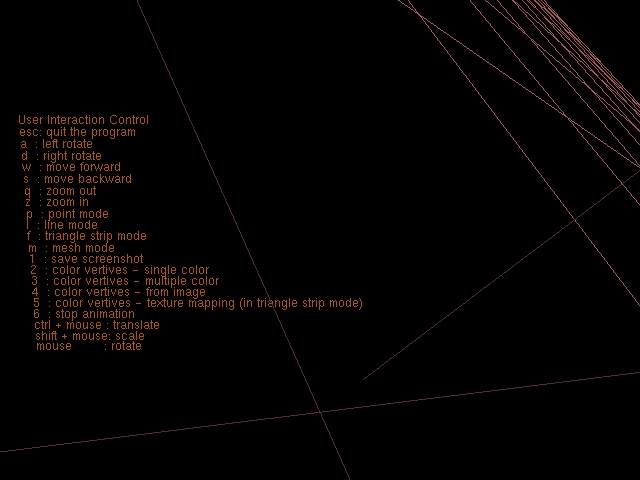 User Interaction Control
esc: quit the program
a : left rotate
d : right rotate
w : move forward
s : move backward
q : zoom out
z : zoom in
p : point mode
l : line mode
f : triangle strip mode
m : mesh mode
1 : save screenshot
2 : color vertives - single color
3 : color vertives - multiple color
4 : color vertives - from image
5 : color vertives - texture mapping (in triangle strip mode)
6 : stop animation
ctrl + mouse : translate
shift + mouse: scale
mouse : rotate